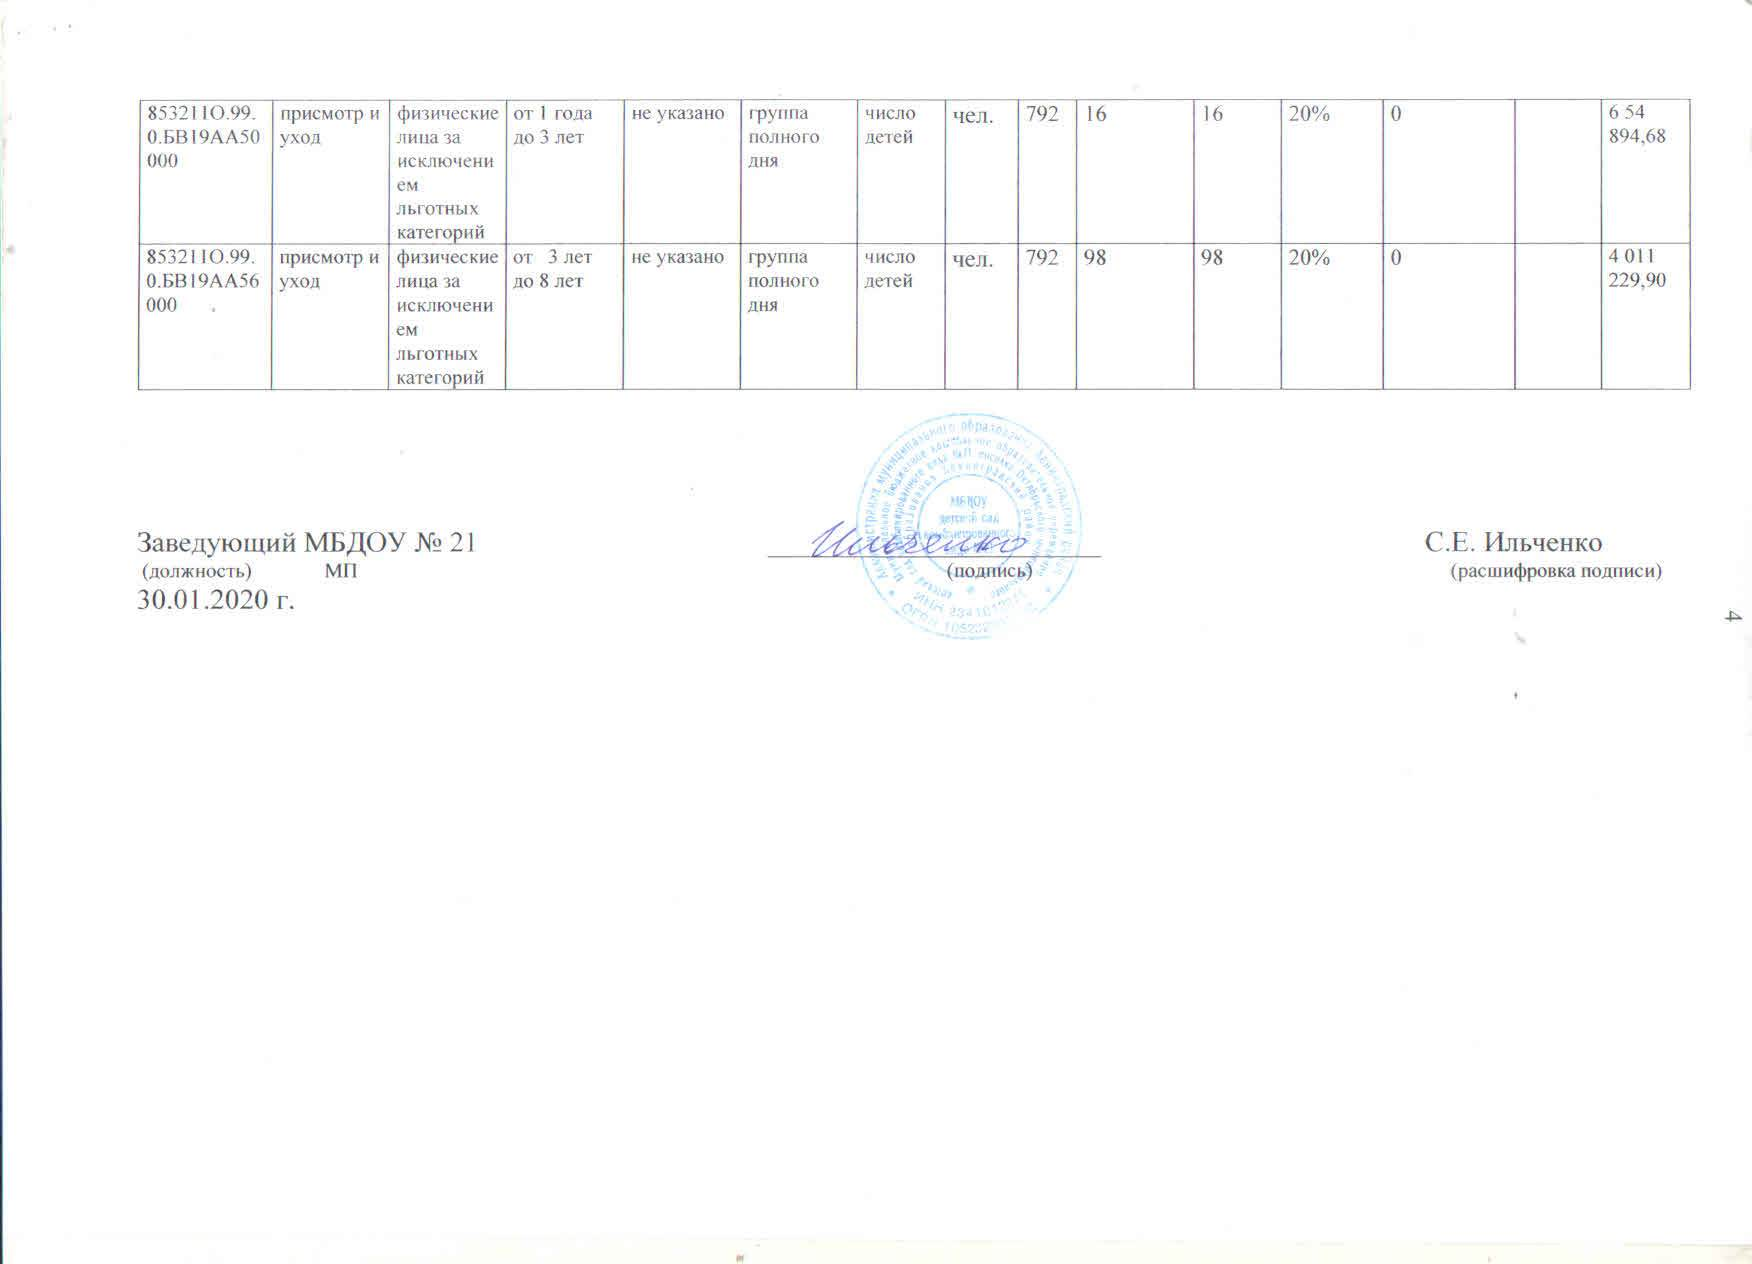 853211О.99. присмотр и физические от 1 года не указано группа число чел. 792 16 16 20% 0 6 54
0.БВ19АА50 уход лица за до 3 лет полного детей 894,68
000 исключени дня
ем
льготных
категорий
853211О.99. присмотр и физические от 3 лет не указано группа число чел. 792 98 98 20% 0 4 011
0.БВ19АА56 уход лица за до 8 лет полного детей 229,90
000 исключени дня
ем
льготных
категорий
МБДОУ
детский сад
Заведующий МБДОУ № 21 Ильченко С.Е. Ильченко
(должность) МП (подпись) (расшифровка подписи)
30.01.2020 г.
4